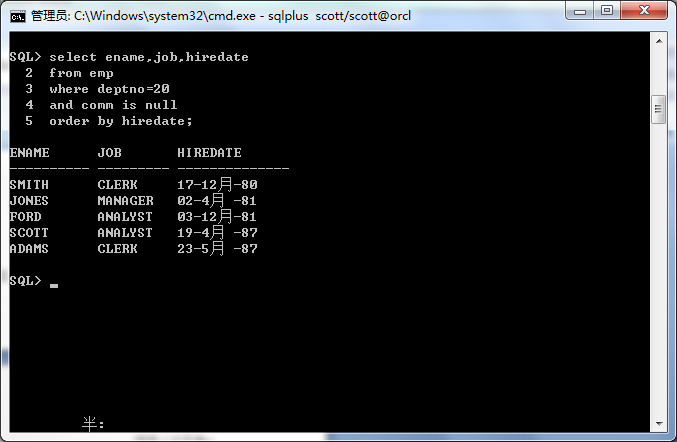 管理员: C:\Windows\system32\cmd.exe - sqlplus  scott/scott@orcl
SQL> select ename,job,hiredate
  2  from emp
  3  where deptno=20
  4  and comm is null
  5  order by hiredate;
ENAME      JOB       HIREDATE
---------- --------- --------------
SMITH      CLERK     17-12月-80
JONES      MANAGER   02-4月 -81
FORD       ANALYST   03-12月-81
SCOTT      ANALYST   19-4月 -87
ADAMS      CLERK     23-5月 -87
SQL>
半: